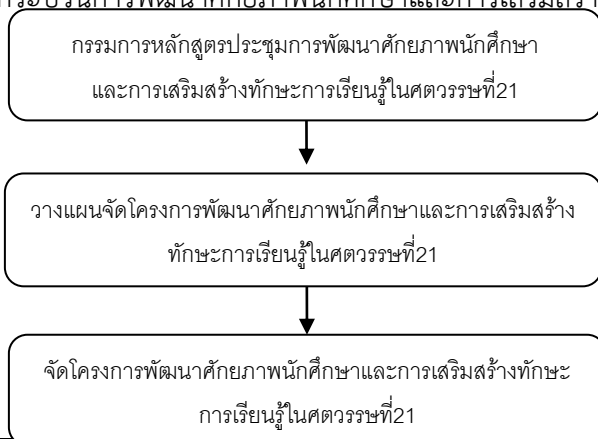 กรรมการหลักสูตรประชุมการพัฒนาศักยภาพนักศึกษา
และการเสริมสร้างทักษะการเรียนรู้ในศตวรรษที่21
วางแผนจัดโครงการพัฒนาศักยภาพนักศึกษาและการเสริมสร้าง
ทักษะการเรียนรู้ในศตวรรษที่21
จัดโครงการพัฒนาศักยภาพนักศึกษาและการเสริมสร้างทักษะ
การเรียนรู้ในศตวรรษที่21